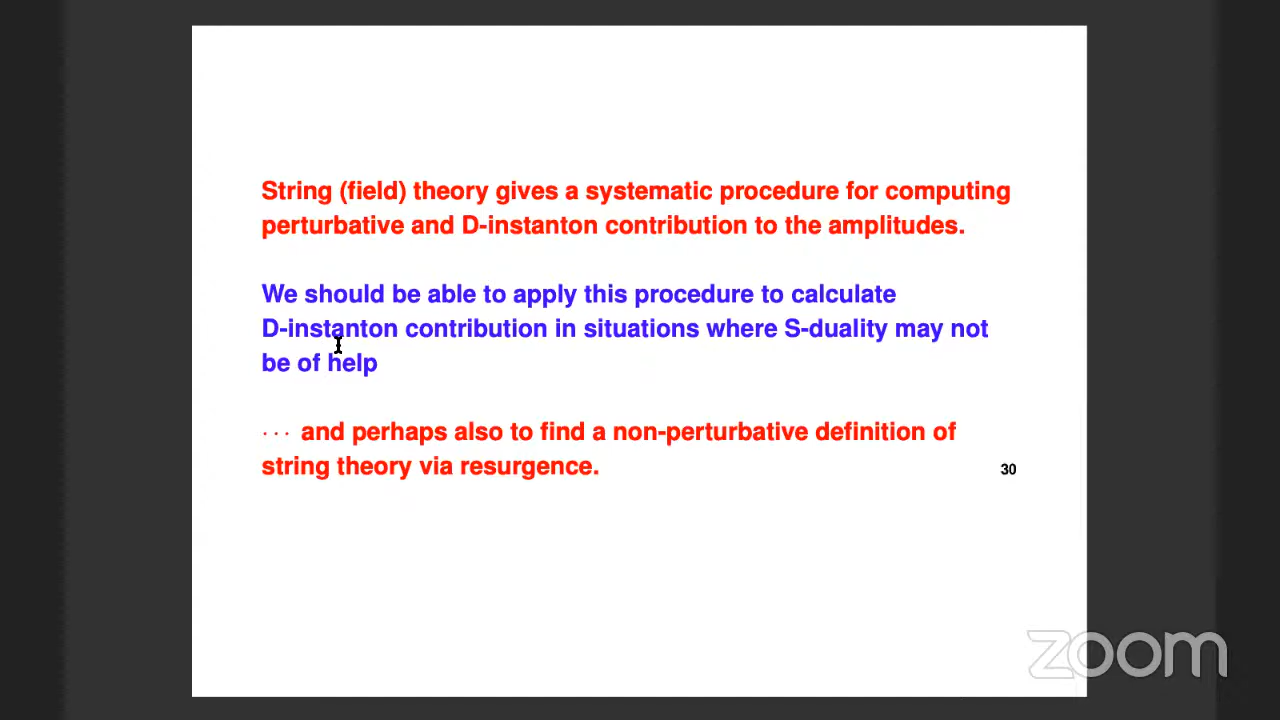 String (field) theory gives a systematic procedure for computing
perturbative and D-instanton contribution to the amplitudes.
We should be able to apply this procedure to calculate
D-instanton contribution in situations where S-duality may not
be of help
··· and perhaps also to find a non-perturbative definition of
string theory via resurgence.
30
zoom